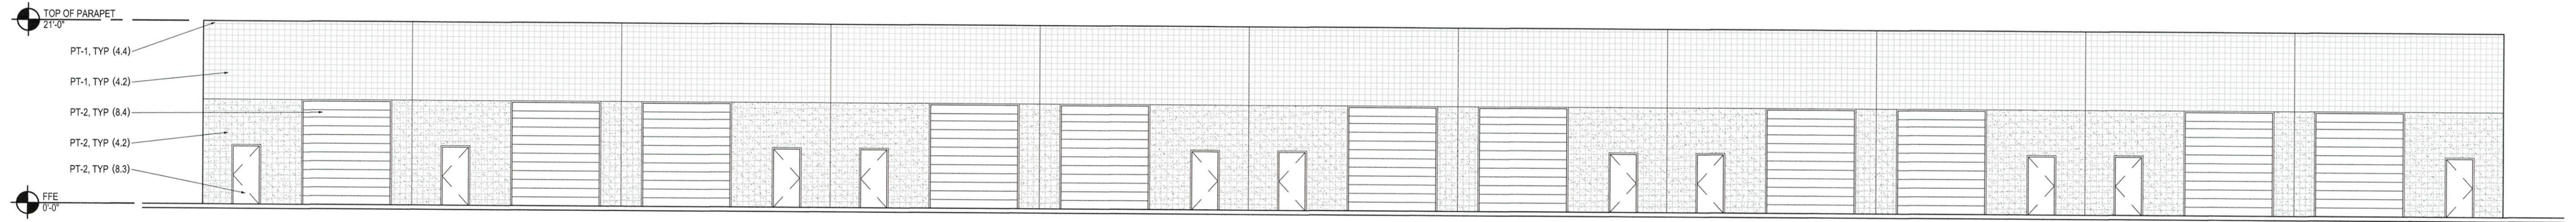 TOP OF PARAPET
21'-0"
PT-1, TYP (4.4)
PT-1, TYP (4.2)
PT-2, TYP (8.4)
PT-2, TYP (4.2)
PT-2, TYP (8.3)
FFE
0'-0"